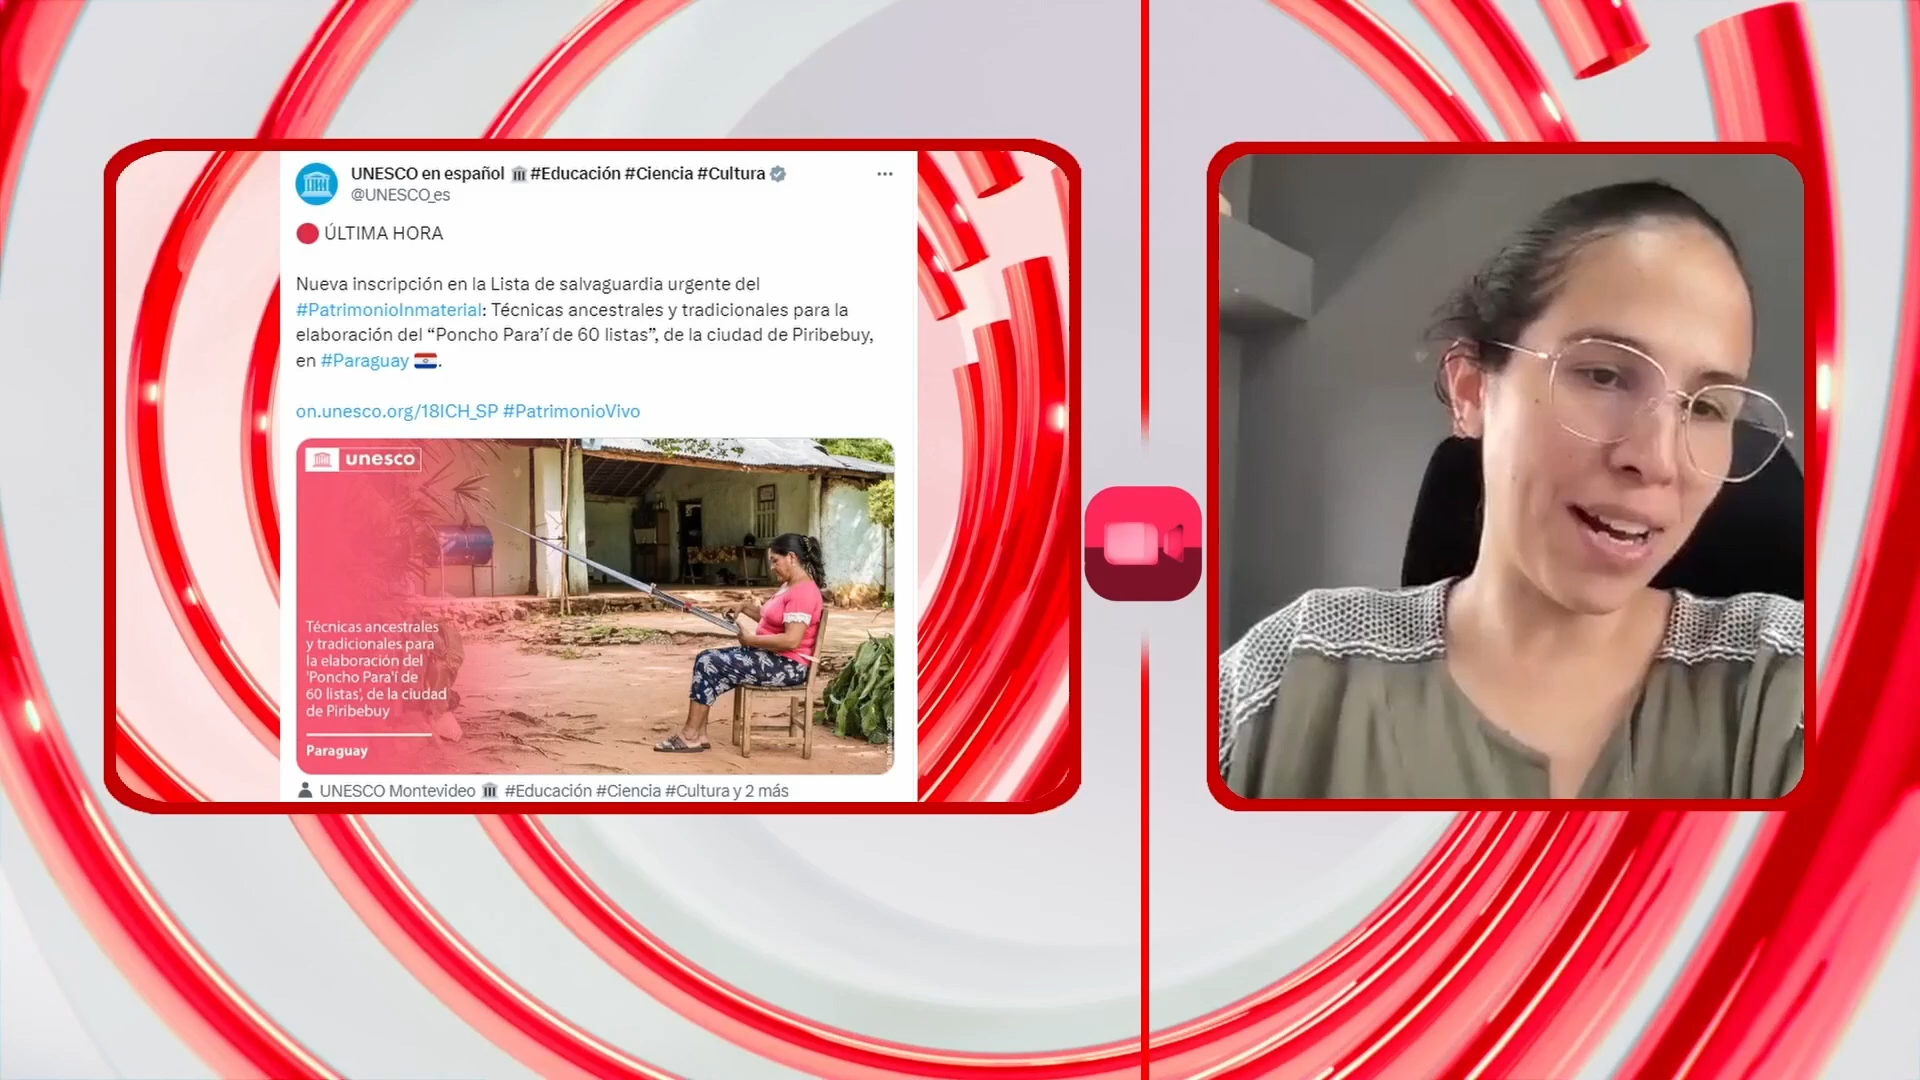 UNESCO en español 🏛 #Educación #Ciencia #Cultura
@UNESCO_es
ÚLTIMA HORA
Nueva inscripción en la Lista de salvaguardia urgente del
#PatrimonioInmaterial: Técnicas ancestrales y tradicionales para la
elaboración del “Poncho Para’í de 60 listas”, de la ciudad de Piribebuy,
en #Paraguay 🇵🇾.
on.unesco.org/18ICH_SP #PatrimonioVivo
unesco
Técnicas ancestrales
y tradicionales para
la elaboración del
'Poncho Para'í de
60 listas', de la ciudad
de Piribebuy
Paraguay
UNESCO Montevideo 🏛 #Educación #Ciencia #Cultura y 2 más